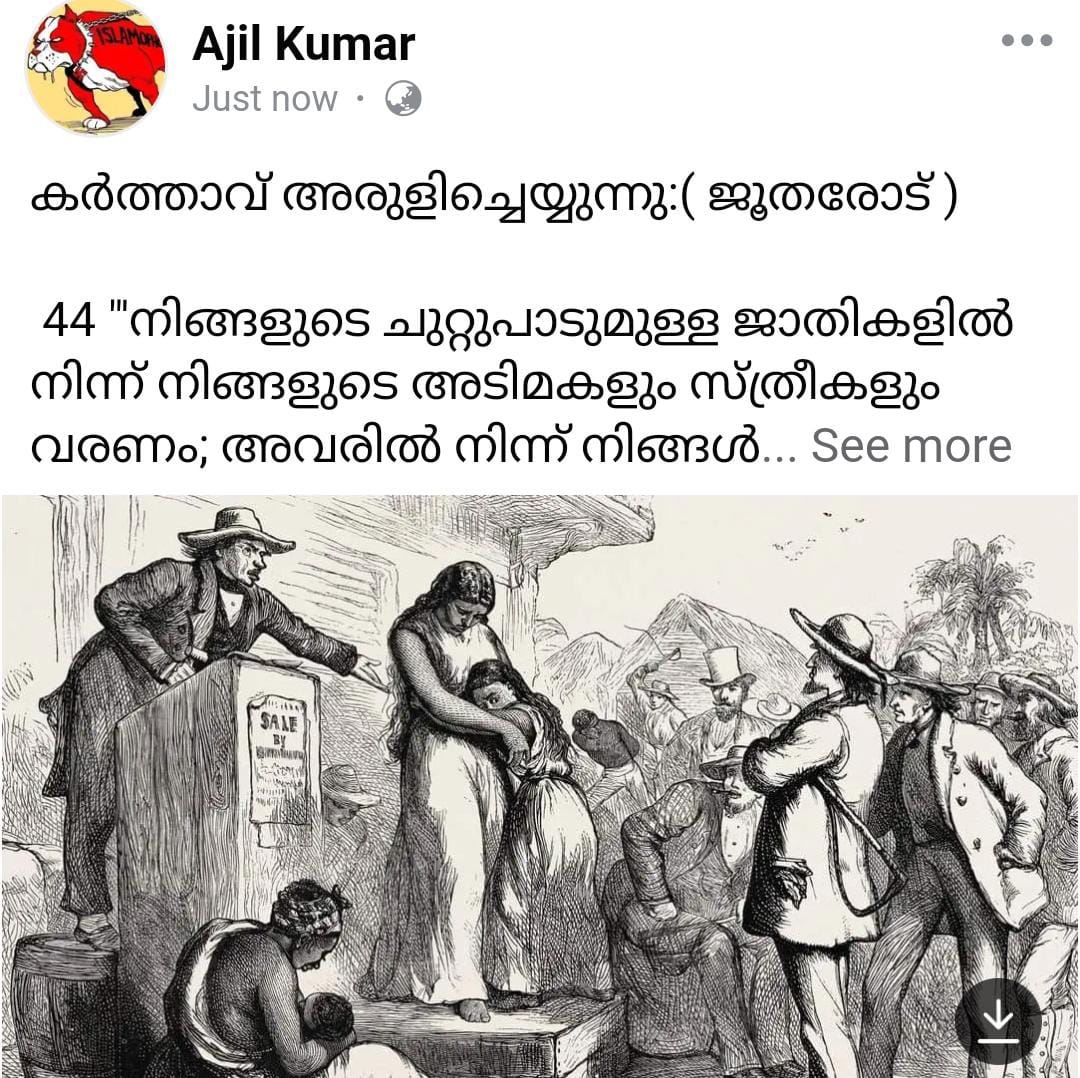 ISLAMOPH
Ajil Kumar
Just now ·
കർത്താവ് അരുളിച്ചെയ്യുന്നു:( ജൂതരോട് )
44 "'നിങ്ങളുടെ ചുറ്റുപാടുമുള്ള ജാതികളിൽ
നിന്ന് നിങ്ങളുടെ അടിമകളും സ്ത്രീകളും
വരണം; അവരിൽ നിന്ന് നിങ്ങൾ... See more
SALE
BY